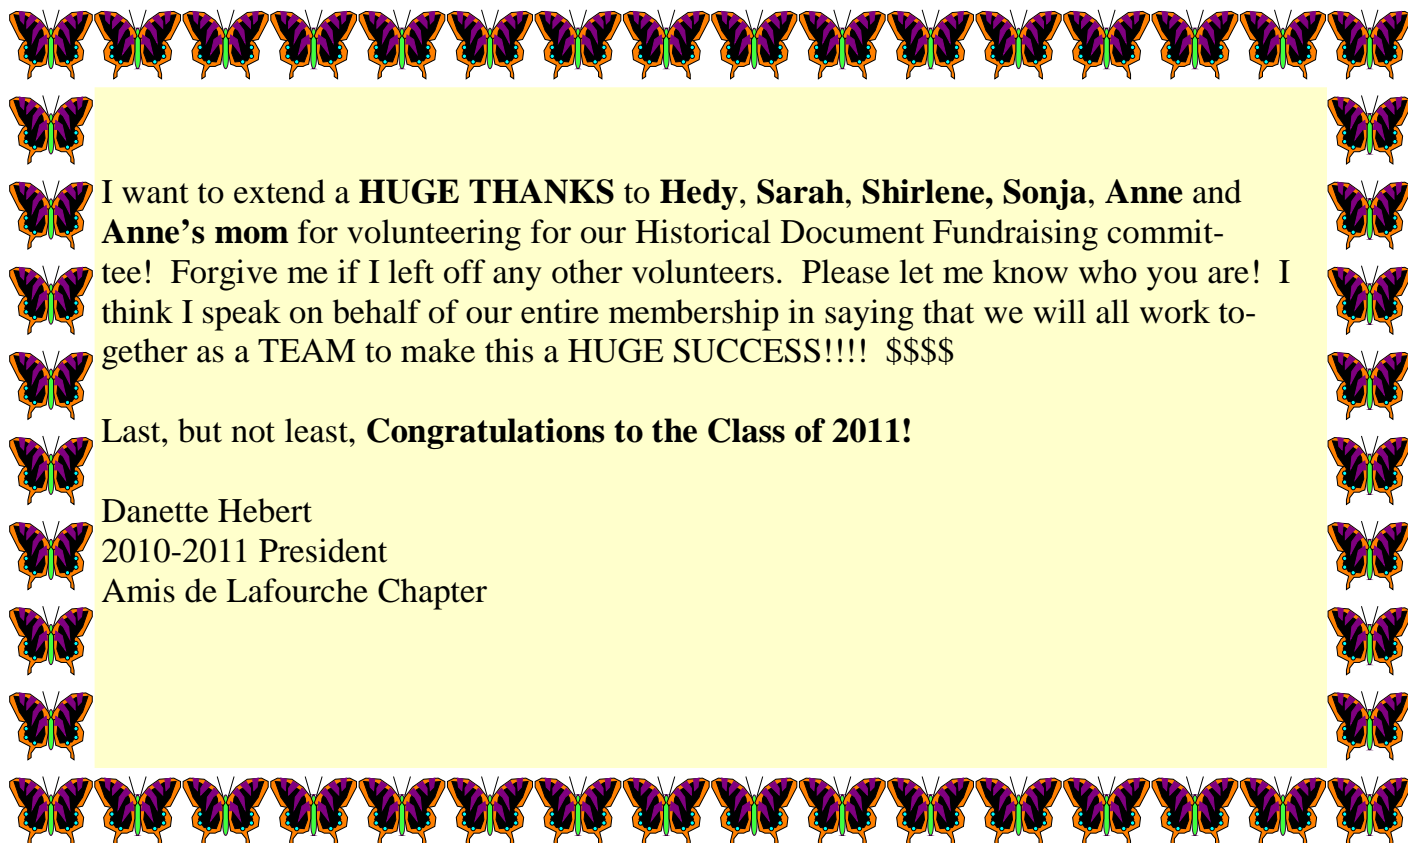 I want to extend a HUGE THANKS to Hedy, Sarah, Shirlene, Sonja, Anne and
Anne’s mom for volunteering for our Historical Document Fundraising commit-
tee!  Forgive me if I left off any other volunteers.  Please let me know who you are!  I
think I speak on behalf of our entire membership in saying that we will all work to-
gether as a TEAM to make this a HUGE SUCCESS!!!!  $$$$
Last, but not least, Congratulations to the Class of 2011!
Danette Hebert
2010-2011 President
Amis de Lafourche Chapter